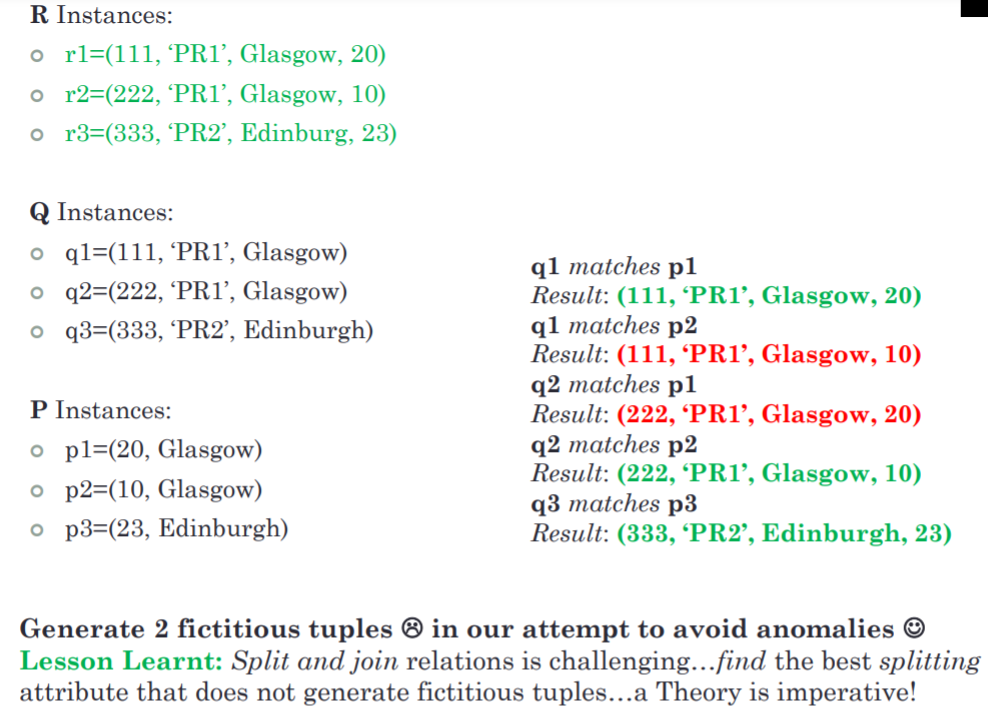 R Instances:
r1=(111, ‘PR1’, Glasgow, 20)
r2=(222, ‘PR1’, Glasgow, 10)
r3=(333, ‘PR2’, Edinburg, 23)
Q Instances:
q1=(111, ‘PR1’, Glasgow)
q2=(222, ‘PR1’, Glasgow)
q3=(333, ‘PR2’, Edinburgh)
P Instances:
p1=(20, Glasgow)
p2=(10, Glasgow)
p3=(23, Edinburgh)
q1 matches p1
Result: (111, ‘PR1’, Glasgow, 20)
q1 matches p2
Result: (111, ‘PR1’, Glasgow, 10)
q2 matches p1
Result: (222, ‘PR1’, Glasgow, 20)
q2 matches p2
Result: (222, ‘PR1’, Glasgow, 10)
q3 matches p3
Result: (333, ‘PR2’, Edinburgh, 23)
Generate 2 fictitious tuples ☹ in our attempt to avoid anomalies ☺
Lesson Learnt: Split and join relations is challenging…find the best splitting
attribute that does not generate fictitious tuples…a Theory is imperative!